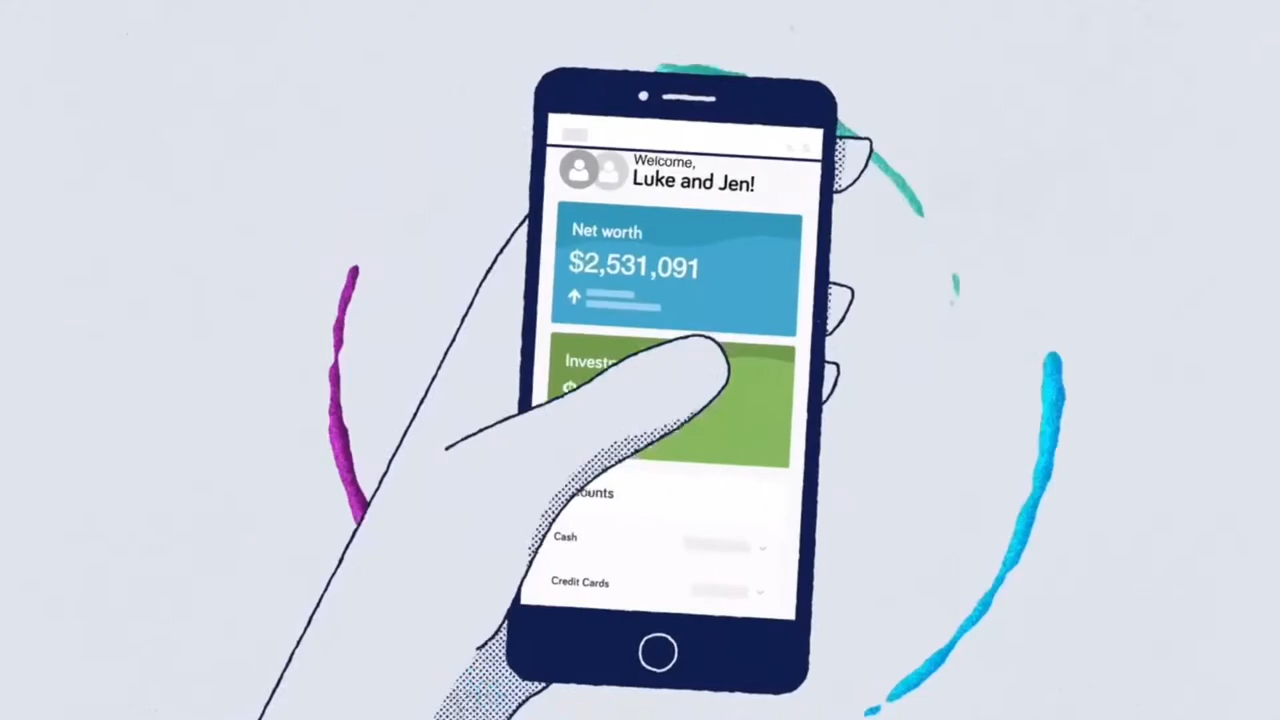 Welcome,
Luke and Jen!
Net worth
$2,531,091
Cash
Credit Cards